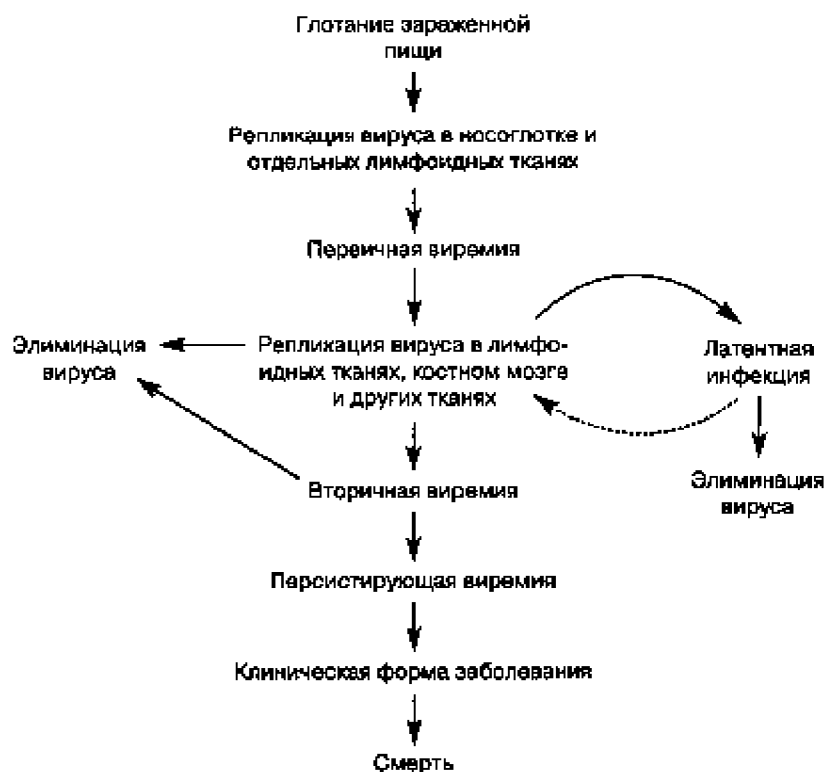 Глотание зараженной
пищи
Репликация вируса в носоглотке и
отдельных лимфоидных тканях
Первичная виремия
Элиминация
вируса
Репликация вируса в лимфо-
идных тканях, костном мозге
и других тканях
Латентная
инфекция
Элиминация
вируса
Вторичная виремия
Персистирующая виремия
Клиническая форма заболевания
Смерть